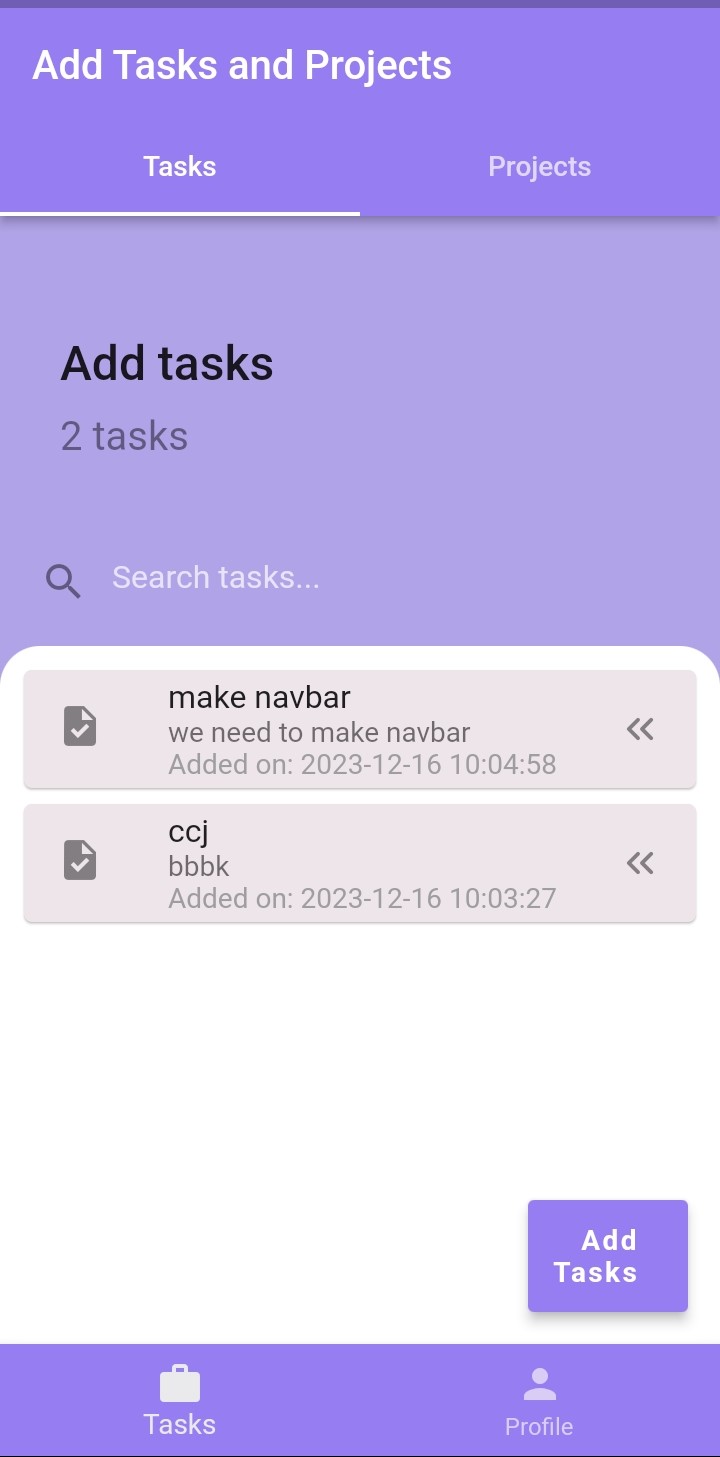 Add Tasks and Projects
Tasks
Projects
Add tasks
2 tasks
Search tasks...
make navbar
we need to make navbar
Added on: 2023-12-16 10:04:58
ccj
bbbk
Added on: 2023-12-16 10:03:27
Add
Tasks
Tasks
Profile